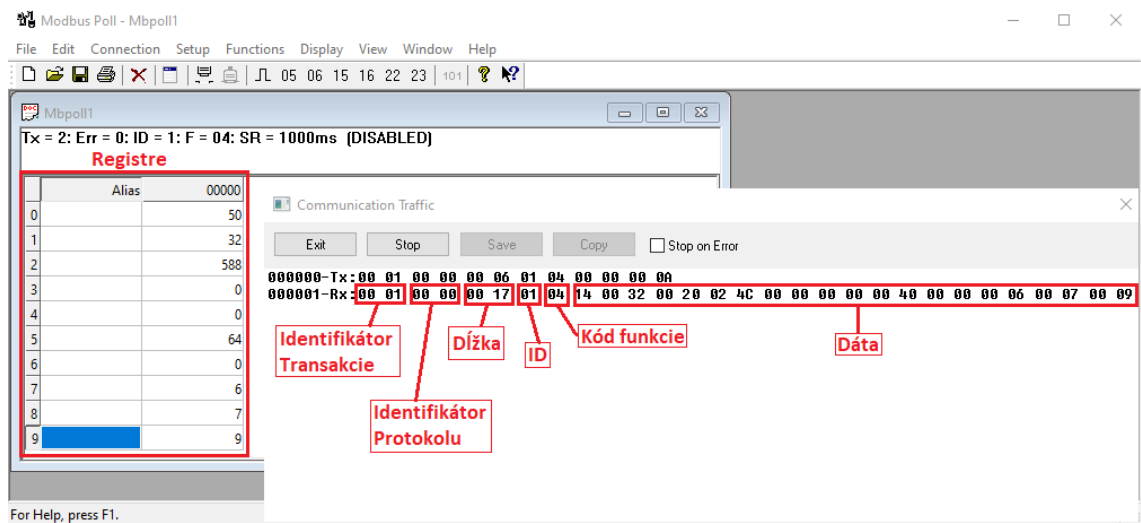 Modbus Poll - Mbpoll1
File Edit Connection Setup Functions Display View Window Help
05 06 15 16 22 23 101
Mbpoll1
Tx = 2: Err = 0: ID = 1: F = 04: SR = 1000ms (DISABLED)
Registre
Alias 00000
0 50
1 32
2 588
3 0
4 0
5 64
6 0
7 6
8 7
9 9
Communication Traffic
Exit Stop Save Copy Stop on Error
000000-Tx:00 01 00 00 00 06 01 04 00 00 00 0A
000001-Rx:00 01 00 00 00 17 01 04 14 00 32 00 20 02 4C 00 00 00 00 00 40 00 00 00 06 00 07 00 09
Identifikátor
Transakcie
Dĺžka
ID
Kód funkcie
Dáta
Identifikátor
Protokolu
For Help, press F1.